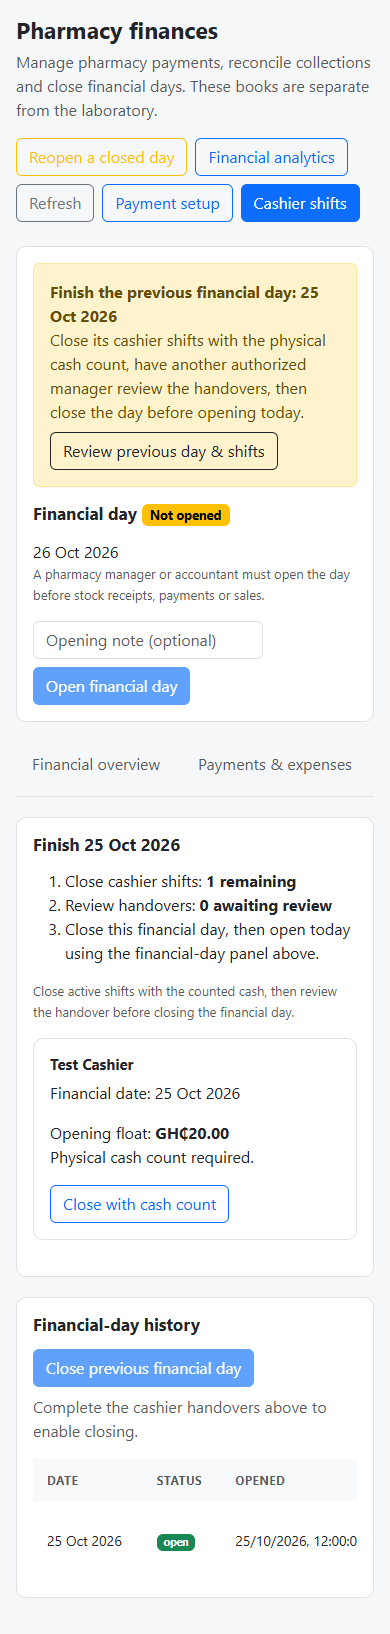 Pharmacy finances
Manage pharmacy payments, reconcile collections
and close financial days. These books are separate
from the laboratory.
Reopen a closed day
Financial analytics
Refresh
Payment setup
Cashier shifts
Finish the previous financial day: 25
Oct 2026
Close its cashier shifts with the physical
cash count, have another authorized
manager review the handovers, then
close the day before opening today.
Review previous day & shifts
Financial day Not opened
26 Oct 2026
A pharmacy manager or accountant must open the day
before stock receipts, payments or sales.
Opening note (optional)
Open financial day
Financial overview
Payments & expenses
Finish 25 Oct 2026
1. Close cashier shifts: 1 remaining
2. Review handovers: 0 awaiting review
3. Close this financial day, then open today
using the financial-day panel above.
Close active shifts with the counted cash, then review
the handover before closing the financial day.
Test Cashier
Financial date: 25 Oct 2026
Opening float: GH₵20.00
Physical cash count required.
Close with cash count
Financial-day history
Close previous financial day
Complete the cashier handovers above to
enable closing.
DATE STATUS OPENED
25 Oct 2026 open 25/10/2026, 12:00:0